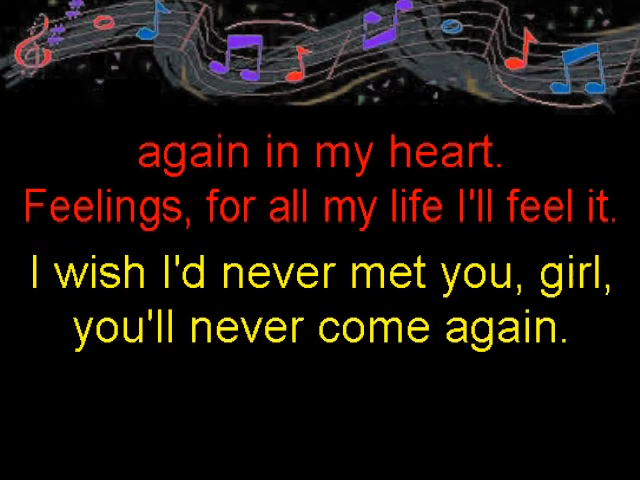 again in my heart.
Feelings, for all my life I'll feel it.
I wish I'd never met you, girl,
you'll never come again.